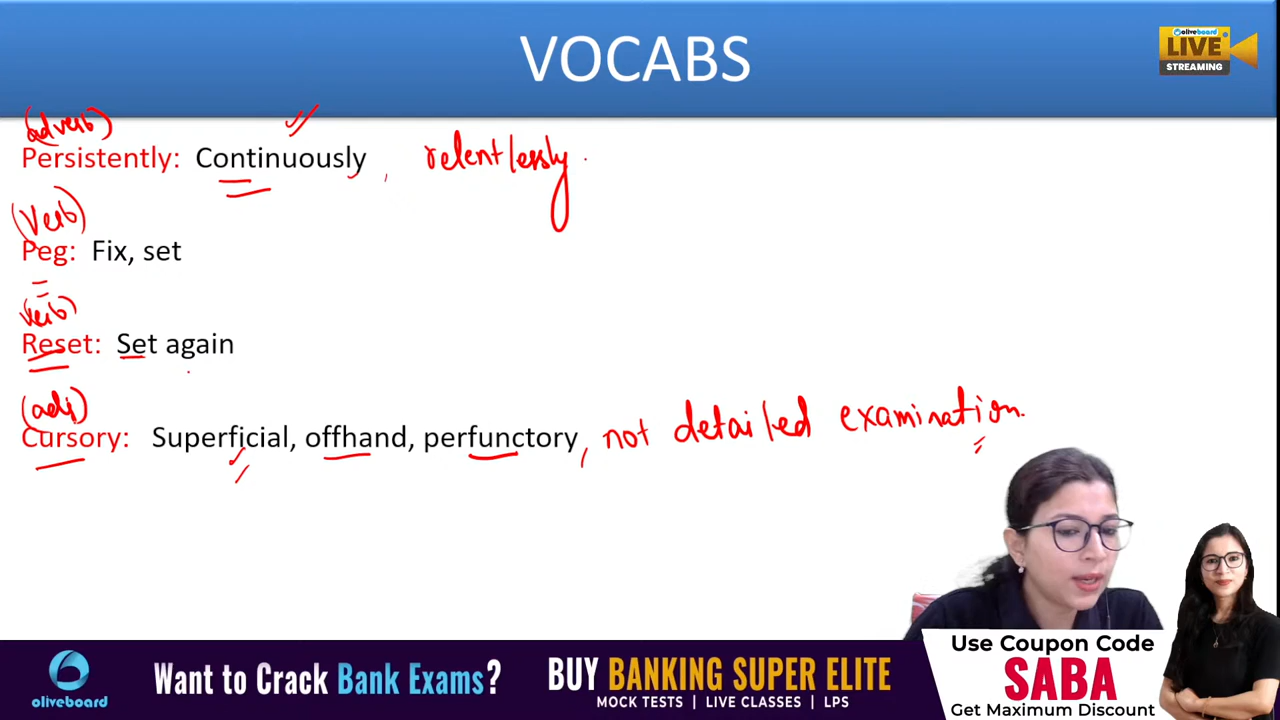 VOCABS
oliveboard
LIVE
STREAMING
(adverb)
Persistently: Continuously, relentlessly.
(Verb)
Peg: Fix, set
(verb)
Reset: Set again
(adj)
Cursory: Superficial, offhand, perfunctory, not detailed examination.
Use Coupon Code
SABA
Get Maximum Discount
oliveboard
Want to Crack Bank Exams?
BUY BANKING SUPER ELITE
MOCK TESTS | LIVE CLASSES | LPS